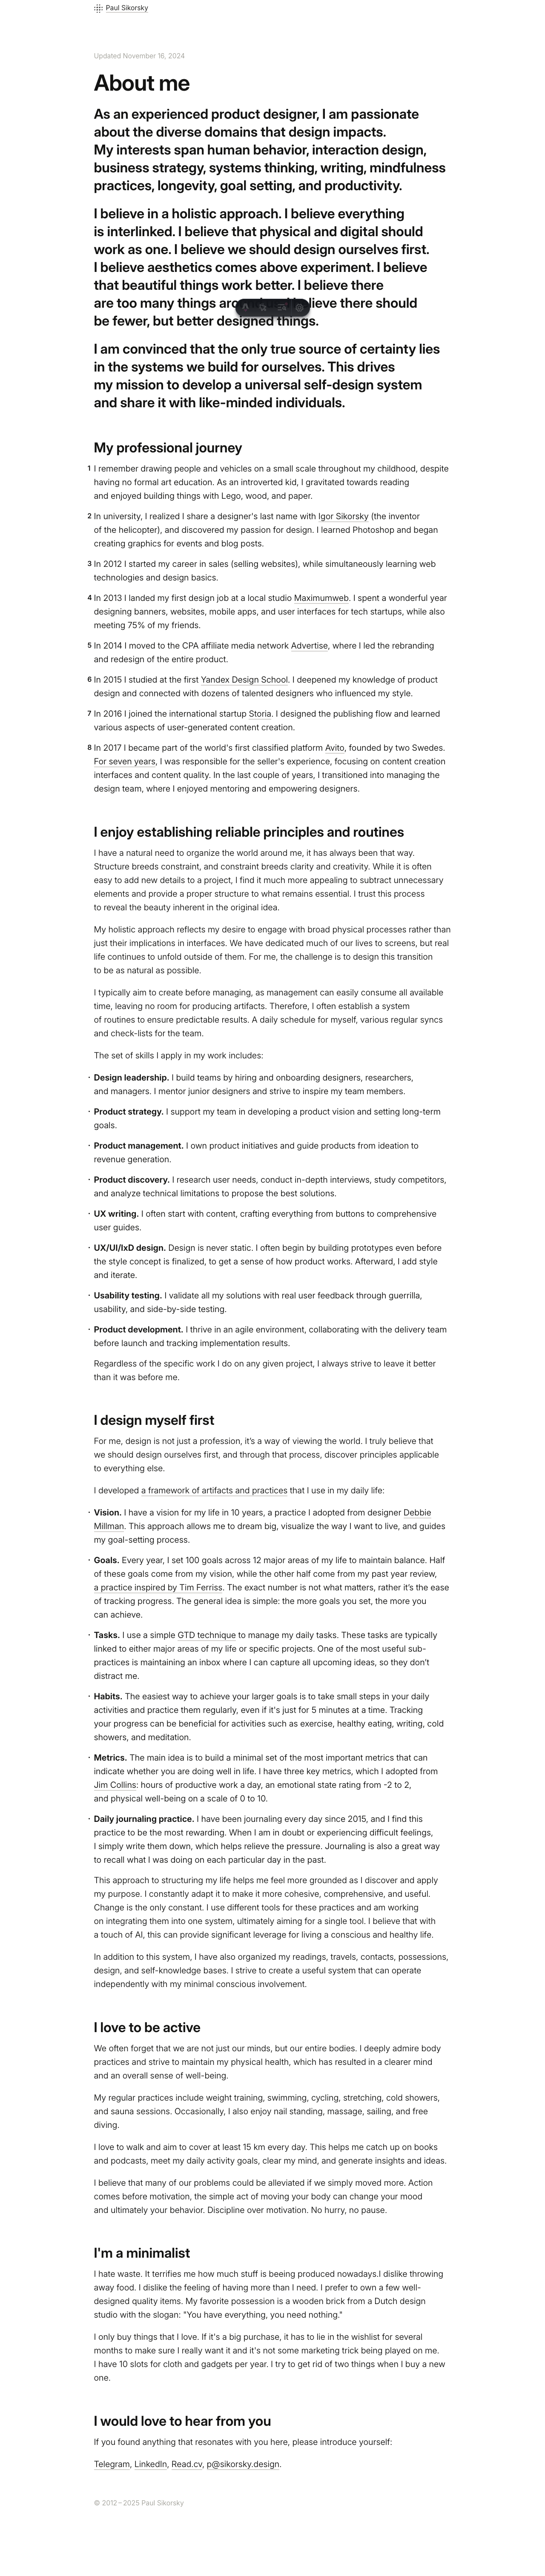 Paul Sikorsky
Updated November 16, 2024
About me
As an experienced product designer, I am passionate
about the diverse domains that design impacts.
My interests span human behavior, interaction design,
business strategy, systems thinking, writing, mindfulness
practices, longevity, goal setting, and productivity.
I believe in a holistic approach. I believe everything
is interlinked. I believe that physical and digital should
work as one. I believe we should design ourselves first.
I believe aesthetics comes above experiment. I believe
that beautiful things work better. I believe there
are too many things lieve there should
be fewer, but better designed things.
I am convinced that the only true source of certainty lies
in the systems we build for ourselves. This drives
my mission to develop a universal self-design system
and share it with like-minded individuals.
My professional journey
1 I remember drawing people and vehicles on a small scale throughout my childhood, despite
having no formal art education. As an introverted kid, I gravitated towards reading
and enjoyed building things with Lego, wood, and paper.
2 In university, I realized I share a designer's last name with Igor Sikorsky (the inventor
of the helicopter), and discovered my passion for design. I learned Photoshop and began
creating graphics for events and blog posts.
3 In 2012 I started my career in sales (selling websites), while simultaneously learning web
technologies and design basics.
4 In 2013 I landed my first design job at a local studio Maximumweb. I spent a wonderful year
designing banners, websites, mobile apps, and user interfaces for tech startups, while also
meeting 75% of my friends.
5 In 2014 I moved to the CPA affiliate media network Advertise, where I led the rebranding
and redesign of the entire product.
6 In 2015 I studied at the first Yandex Design School. I deepened my knowledge of product
design and connected with dozens of talented designers who influenced my style.
7 In 2016 I joined the international startup Storia. I designed the publishing flow and learned
various aspects of user-generated content creation.
8 In 2017 I became part of the world's first classified platform Avito, founded by two Swedes.
For seven years, I was responsible for the seller's experience, focusing on content creation
interfaces and content quality. In the last couple of years, I transitioned into managing the
design team, where I enjoyed mentoring and empowering designers.
I enjoy establishing reliable principles and routines
I have a natural need to organize the world around me, it has always been that way.
Structure breeds constraint, and constraint breeds clarity and creativity. While it is often
easy to add new details to a project, I find it much more appealing to subtract unnecessary
elements and provide a proper structure to what remains essential. I trust this process
to reveal the beauty inherent in the original idea.
My holistic approach reflects my desire to engage with broad physical processes rather than
just their implications in interfaces. We have dedicated much of our lives to screens, but real
life continues to unfold outside of them. For me, the challenge is to design this transition
to be as natural as possible.
I typically aim to create before managing, as management can easily consume all available
time, leaving no room for producing artifacts. Therefore, I often establish a system
of routines to ensure predictable results. A daily schedule for myself, various regular syncs
and check-lists for the team.
The set of skills I apply in my work includes:
· Design leadership. I build teams by hiring and onboarding designers, researchers,
and managers. I mentor junior designers and strive to inspire my team members.
· Product strategy. I support my team in developing a product vision and setting long-term
goals.
· Product management. I own product initiatives and guide products from ideation to
revenue generation.
· Product discovery. I research user needs, conduct in-depth interviews, study competitors,
and analyze technical limitations to propose the best solutions.
· UX writing. I often start with content, crafting everything from buttons to comprehensive
user guides.
· UX/UI/IxD design. Design is never static. I often begin by building prototypes even before
the style concept is finalized, to get a sense of how product works. Afterward, I add style
and iterate.
· Usability testing. I validate all my solutions with real user feedback through guerrilla,
usability, and side-by-side testing.
· Product development. I thrive in an agile environment, collaborating with the delivery team
before launch and tracking implementation results.
Regardless of the specific work I do on any given project, I always strive to leave it better
than it was before me.
I design myself first
For me, design is not just a profession, it's a way of viewing the world. I truly believe that
we should design ourselves first, and through that process, discover principles applicable
to everything else.
I developed a framework of artifacts and practices that I use in my daily life:
· Vision. I have a vision for my life in 10 years, a practice I adopted from designer Debbie
Millman. This approach allows me to dream big, visualize the way I want to live, and guides
my goal-setting process.
· Goals. Every year, I set 100 goals across 12 major areas of my life to maintain balance. Half
of these goals come from my vision, while the other half come from my past year review,
a practice inspired by Tim Ferriss. The exact number is not what matters, rather it's the ease
of tracking progress. The general idea is simple: the more goals you set, the more you
can achieve.
· Tasks. I use a simple GTD technique to manage my daily tasks. These tasks are typically
linked to either major areas of my life or specific projects. One of the most useful sub-
practices is maintaining an inbox where I can capture all upcoming ideas, so they don't
distract me.
· Habits. The easiest way to achieve your larger goals is to take small steps in your daily
activities and practice them regularly, even if it's just for 5 minutes at a time. Tracking
your progress can be beneficial for activities such as exercise, healthy eating, writing, cold
showers, and meditation.
· Metrics. The main idea is to build a minimal set of the most important metrics that can
indicate whether you are doing well in life. I have three key metrics, which I adopted from
Jim Collins: hours of productive work a day, an emotional state rating from -2 to 2,
and physical well-being on a scale of 0 to 10.
· Daily journaling practice. I have been journaling every day since 2015, and I find this
practice to be the most rewarding. When I am in doubt or experiencing difficult feelings,
I simply write them down, which helps relieve the pressure. Journaling is also a great way
to recall what I was doing on each particular day in the past.
This approach to structuring my life helps me feel more grounded as I discover and apply
my purpose. I constantly adapt it to make it more cohesive, comprehensive, and useful.
Change is the only constant. I use different tools for these practices and am working
on integrating them into one system, ultimately aiming for a single tool. I believe that with
a touch of AI, this can provide significant leverage for living a conscious and healthy life.
In addition to this system, I have also organized my readings, travels, contacts, possessions,
design, and self-knowledge bases. I strive to create a useful system that can operate
independently with my minimal conscious involvement.
I love to be active
We often forget that we are not just our minds, but our entire bodies. I deeply admire body
practices and strive to maintain my physical health, which has resulted in a clearer mind
and an overall sense of well-being.
My regular practices include weight training, swimming, cycling, stretching, cold showers,
and sauna sessions. Occasionally, I also enjoy nail standing, massage, sailing, and free
diving.
I love to walk and aim to cover at least 15 km every day. This helps me catch up on books
and podcasts, meet my daily activity goals, clear my mind, and generate insights and ideas.
I believe that many of our problems could be alleviated if we simply moved more. Action
comes before motivation, the simple act of moving your body can change your mood
and ultimately your behavior. Discipline over motivation. No hurry, no pause.
I'm a minimalist
I hate waste. It terrifies me how much stuff is beeing produced nowadays.I dislike throwing
away food. I dislike the feeling of having more than I need. I prefer to own a few well-
designed quality items. My favorite possession is a wooden brick from a Dutch design
studio with the slogan: "You have everything, you need nothing."
I only buy things that I love. If it's a big purchase, it has to lie in the wishlist for several
months to make sure I really want it and it's not some marketing trick being played on me.
I have 10 slots for cloth and gadgets per year. I try to get rid of two things when I buy a new
one.
I would love to hear from you
If you found anything that resonates with you here, please introduce yourself:
Telegram, LinkedIn, Read.cv, p@sikorsky.design.
© 2012 – 2025 Paul Sikorsky